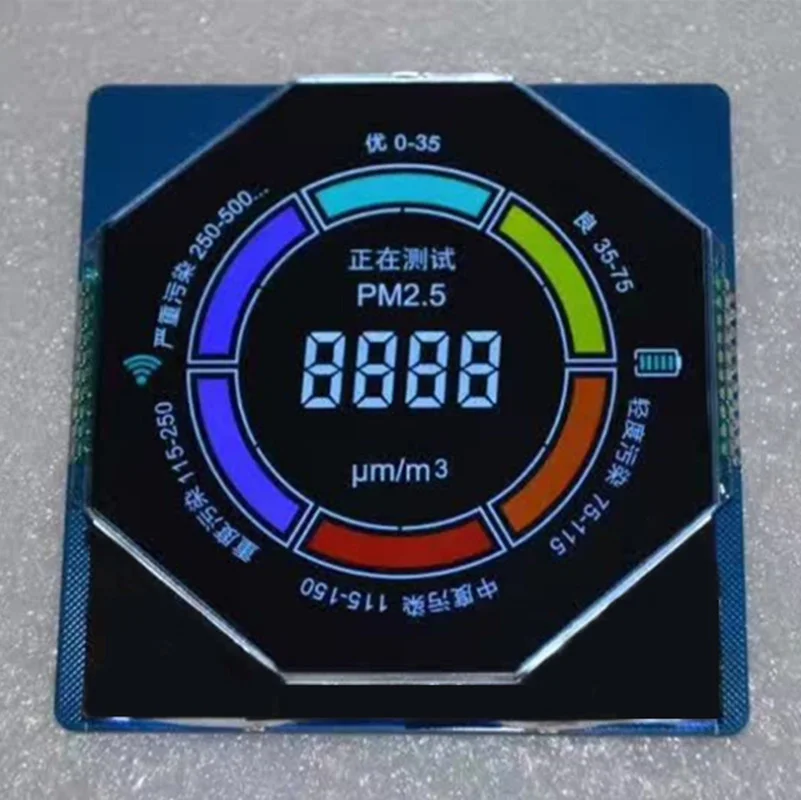 优 0-35
良 35-75
轻度污染 75-115
中度污染 115-150
重度污染 115-250
严重污染 250-500...
正在测试
PM2.5
8888
μm/m³